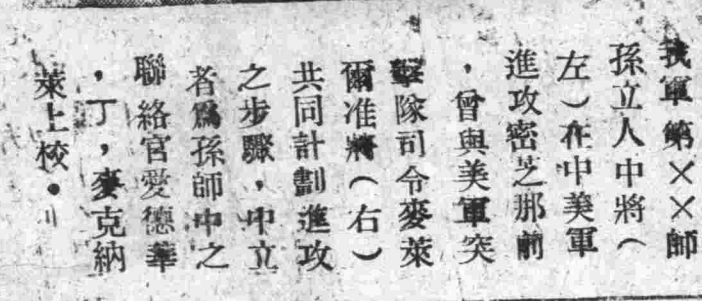 我軍第××師
孫立人中將（
左）在中美軍
進攻密芝那前
，曾與美軍突
擊隊司令麥萊
爾准將（右）
共同計劃進攻
之步驟，中立
者爲孫師中之
聯絡官愛德華
，丁，麥克納
萊上校。